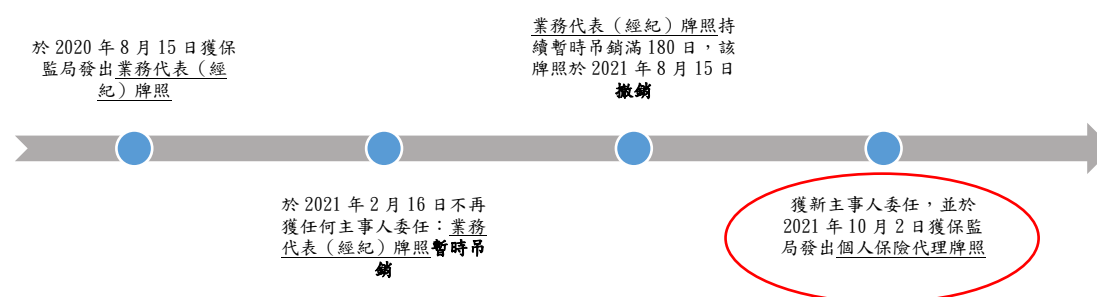 於 2020 年 8 月 15 日獲保
監局發出業務代表（經
紀）牌照
於 2021 年 2 月 16 日不再
獲任何主事人委任：業務
代表（經紀）牌照暫時吊
銷
業務代表（經紀）牌照持
續暫時吊銷滿 180 日，該
牌照於 2021 年 8 月 15 日
撤銷
獲新主事人委任，並於
2021 年 10 月 2 日獲保監
局發出個人保險代理牌照